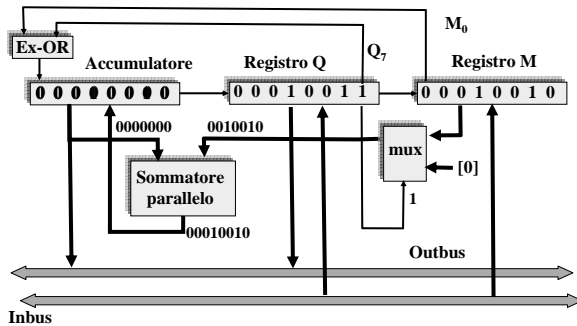 M0
Ex-OR
Q7
Accumulatore
Registro Q
Registro M
0 0 0 0 0 0 0 0
0 0 0 1 0 0 1 1
0 0 0 1 0 0 1 0
0000000
0010010
mux
[0]
Sommatore
parallelo
1
00010010
Outbus
Inbus